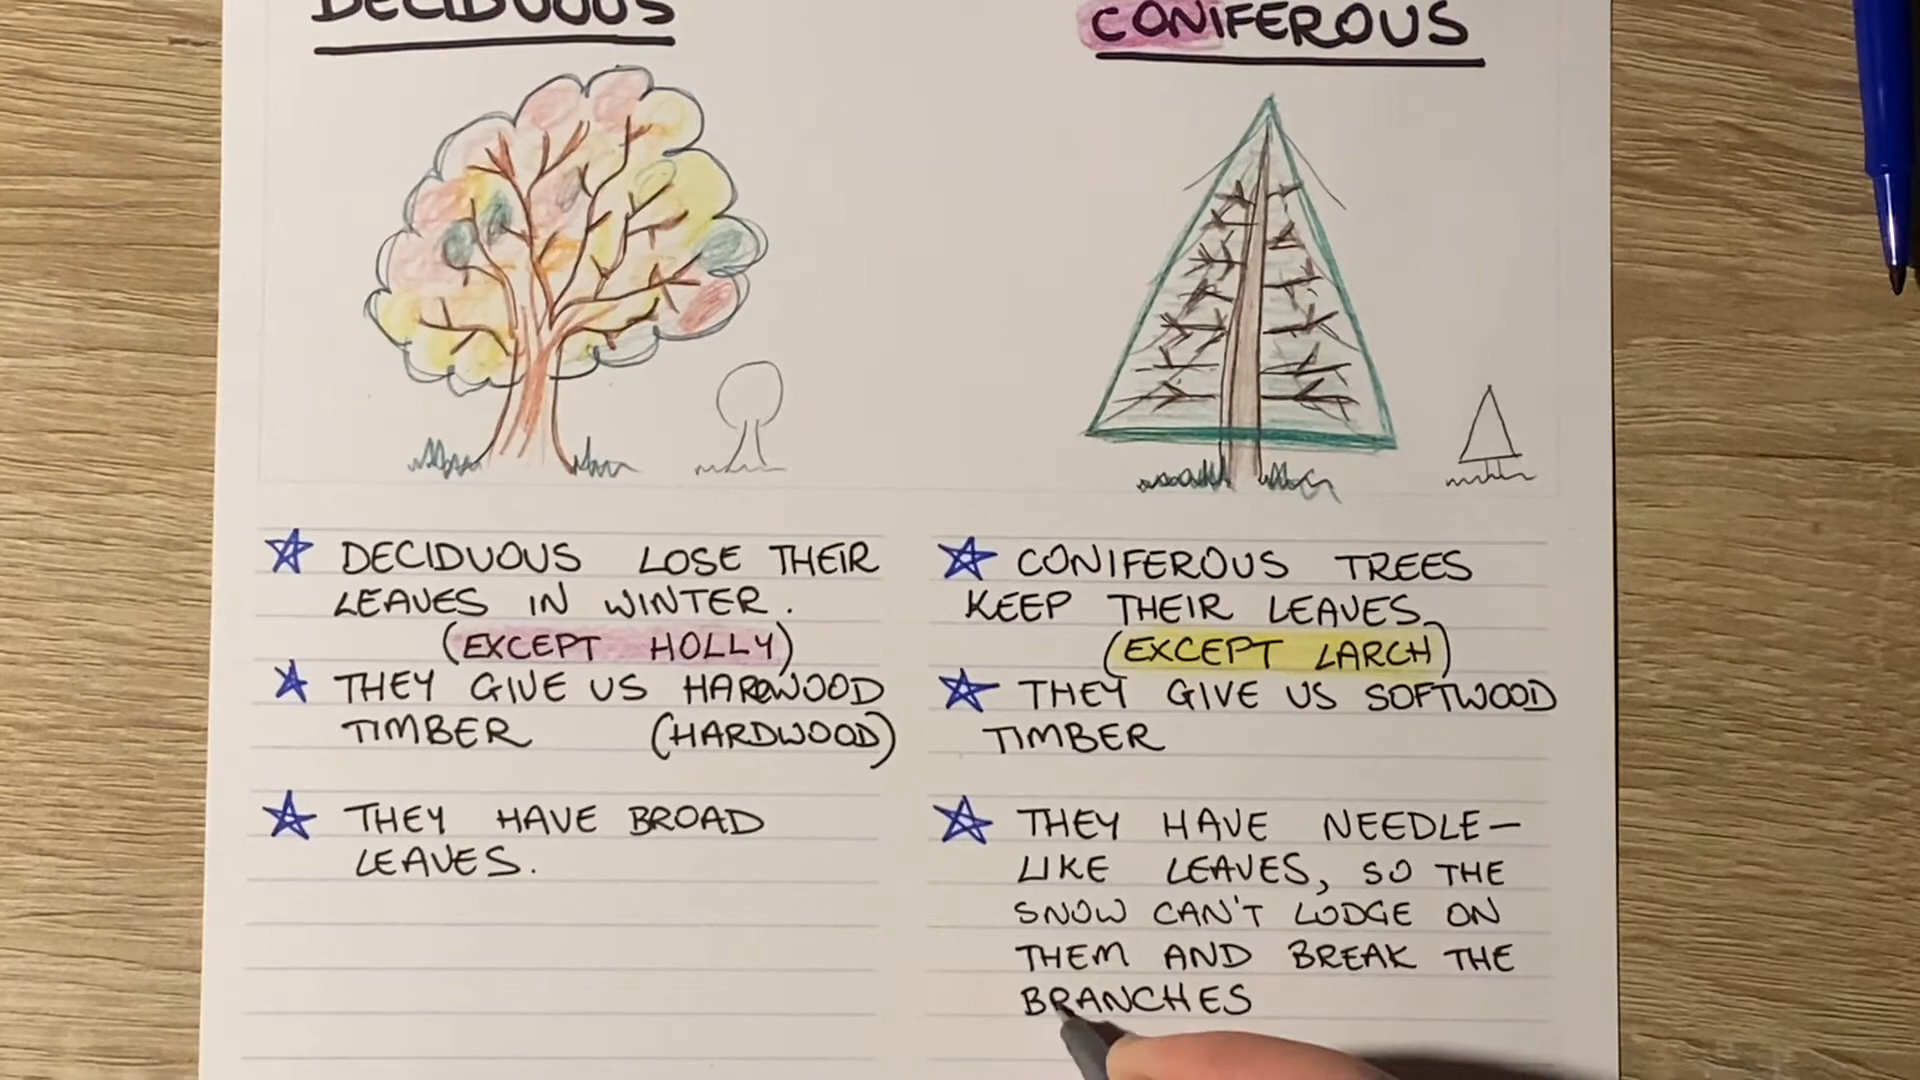 DECIDUOUS
DECIDUOUS LOSE THEIR
LEAVES IN WINTER.
(EXCEPT HOLLY)
THEY GIVE US HARDWOOD
TIMBER (HARDWOOD)
THEY HAVE BROAD
LEAVES.
CONIFEROUS
CONIFEROUS TREES
KEEP THEIR LEAVES
(EXCEPT LARCH)
THEY GIVE US SOFTWOOD
TIMBER
THEY HAVE NEEDLE-
LIKE LEAVES, SO THE
SNOW CAN'T LODGE ON
THEM AND BREAK THE
BRANCHES